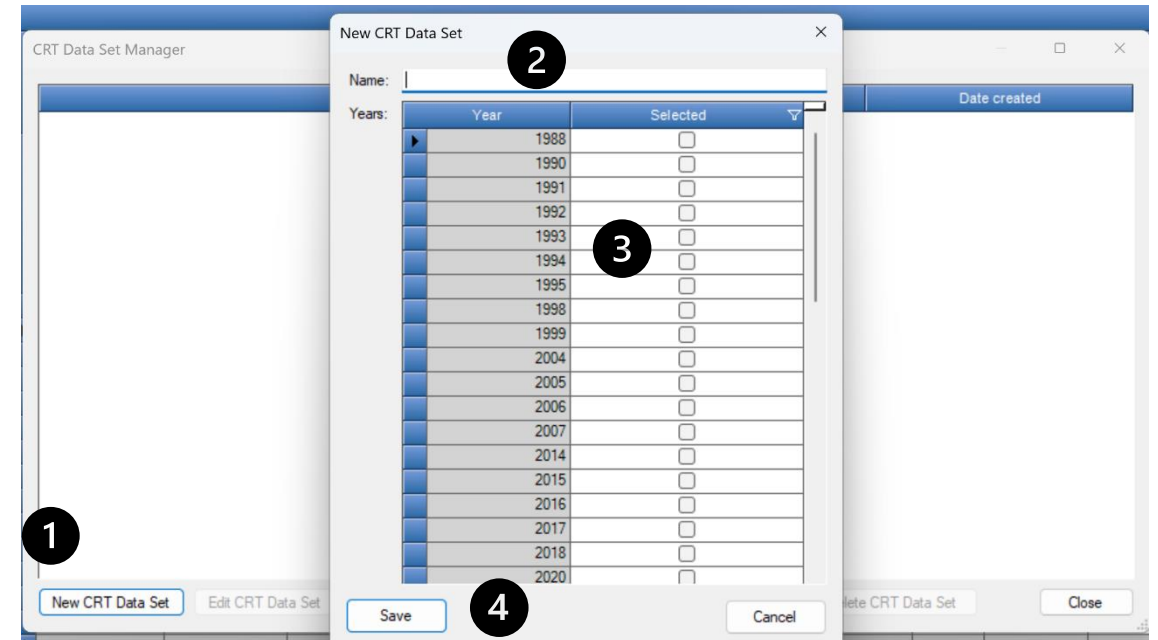 New CRT Data Set
CRT Data Set Manager
2
Name:
Date created
Years:
Year Selected
1988
1990
1991
1992
1993
3
1994
1995
1998
1999
2004
2005
2006
2007
2014
2015
2016
2017
1
2018
2020
New CRT Data Set Edit CRT Data Set lete CRT Data Set Close
Save 4 Cancel